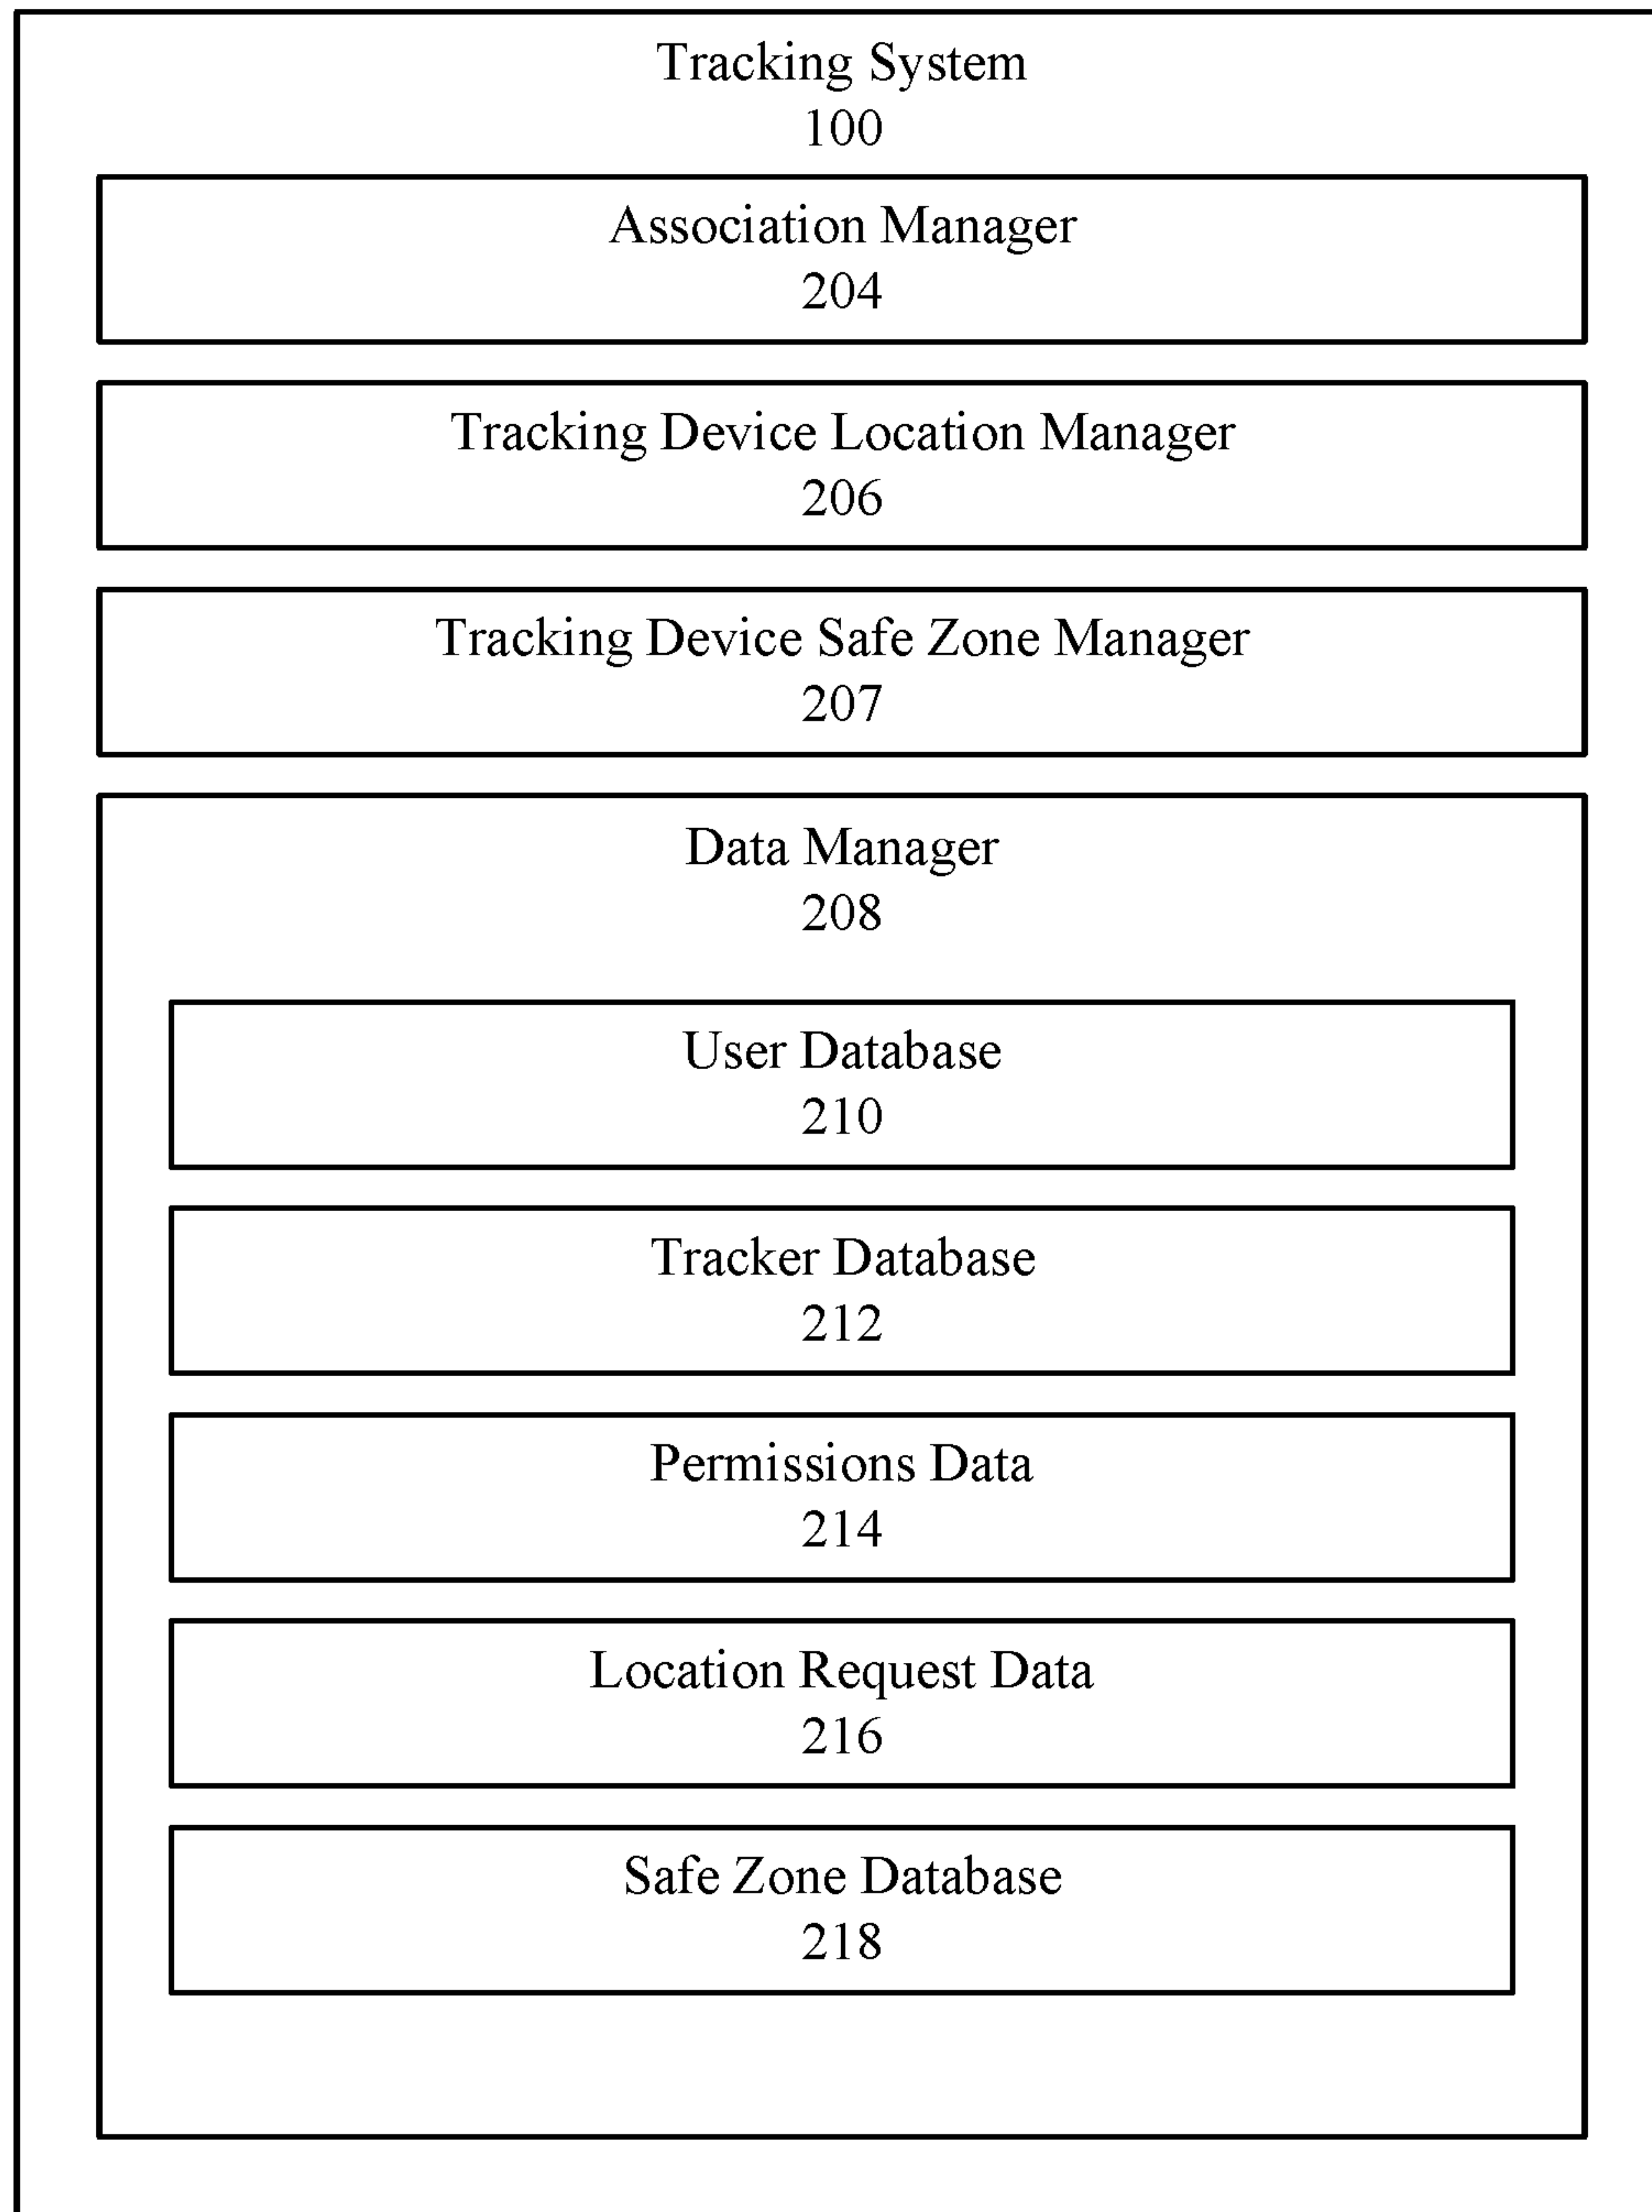 Tracking System
100
Association Manager
204
Tracking Device Location Manager
206
Tracking Device Safe Zone Manager
207
Data Manager
208
User Database
210
Tracker Database
212
Permissions Data
214
Location Request Data
216
Safe Zone Database
218